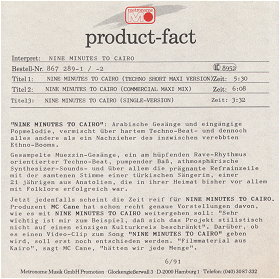 metronome
product-fact
Interpret: NINE MINUTES TO CAIRO
Bestell-Nr. 867 289-1 / -2 LC 8952
Titel 1: NINE MINUTES TO CAIRO (TECHNO SHORT MAXI VERSION) Zeit: 5:30
Titel 2: NINE MINUTES TO CAIRO (COMMERCIAL MAXI MIX) Zeit: 6:08
Titel 3: NINE MINUTES TO CAIRO (SINGLE-VERSION) Zeit: 3:32
"NINE MINUTES TO CAIRO": Arabische Gesänge und eingängige
Popmelodie, vermischt über hartem Techno-Beat- und dennoch
alles andere als ein Nachzieher des inzwischen verebbten
Ethno-Booms.
Gesampelte Muezzin-Gesänge, ein am hüpfenden Rave-Rhythmus
orientierter Techno-Beat, pumpender Baß, atmosphärische
Synthesizer-Sounds- und über allem die prägnante Refrainzeile
mit der samtenen Stimme einer türkischen Sängerin, einer
21 jährigen aus Anatolien, die in ihrer Heimat bisher vor allem
mit Folklore erfolgreich war.
Jetzt jedenfalls scheint die Zeit reif für NINE MINUTES TO CAIRO.
Produzent MC Cane hat schon recht genaue Vorstellungen davon,
wie es mit NINE MINUTES TO CAIRO weitergehen soll: "Sehr
wichtig ist mir zum Beispiel, daß sich das Projekt stilistisch
nicht auf einen einzigen Kulturkreis beschränkt". Darüber, ob
es einen Video-Clip zum Song "NINE MINUTES TO CAIRO" geben
wird, soll erst noch entschieden werden. "Filmmaterial aus
Kairo", sagt MC Cane, "hätten wir jede Menge".
6/91
Metronome Musik GmbH Promotion Glockengießerwall 3 D-2000 Hamburg 1 Telefon: 040/3087 332